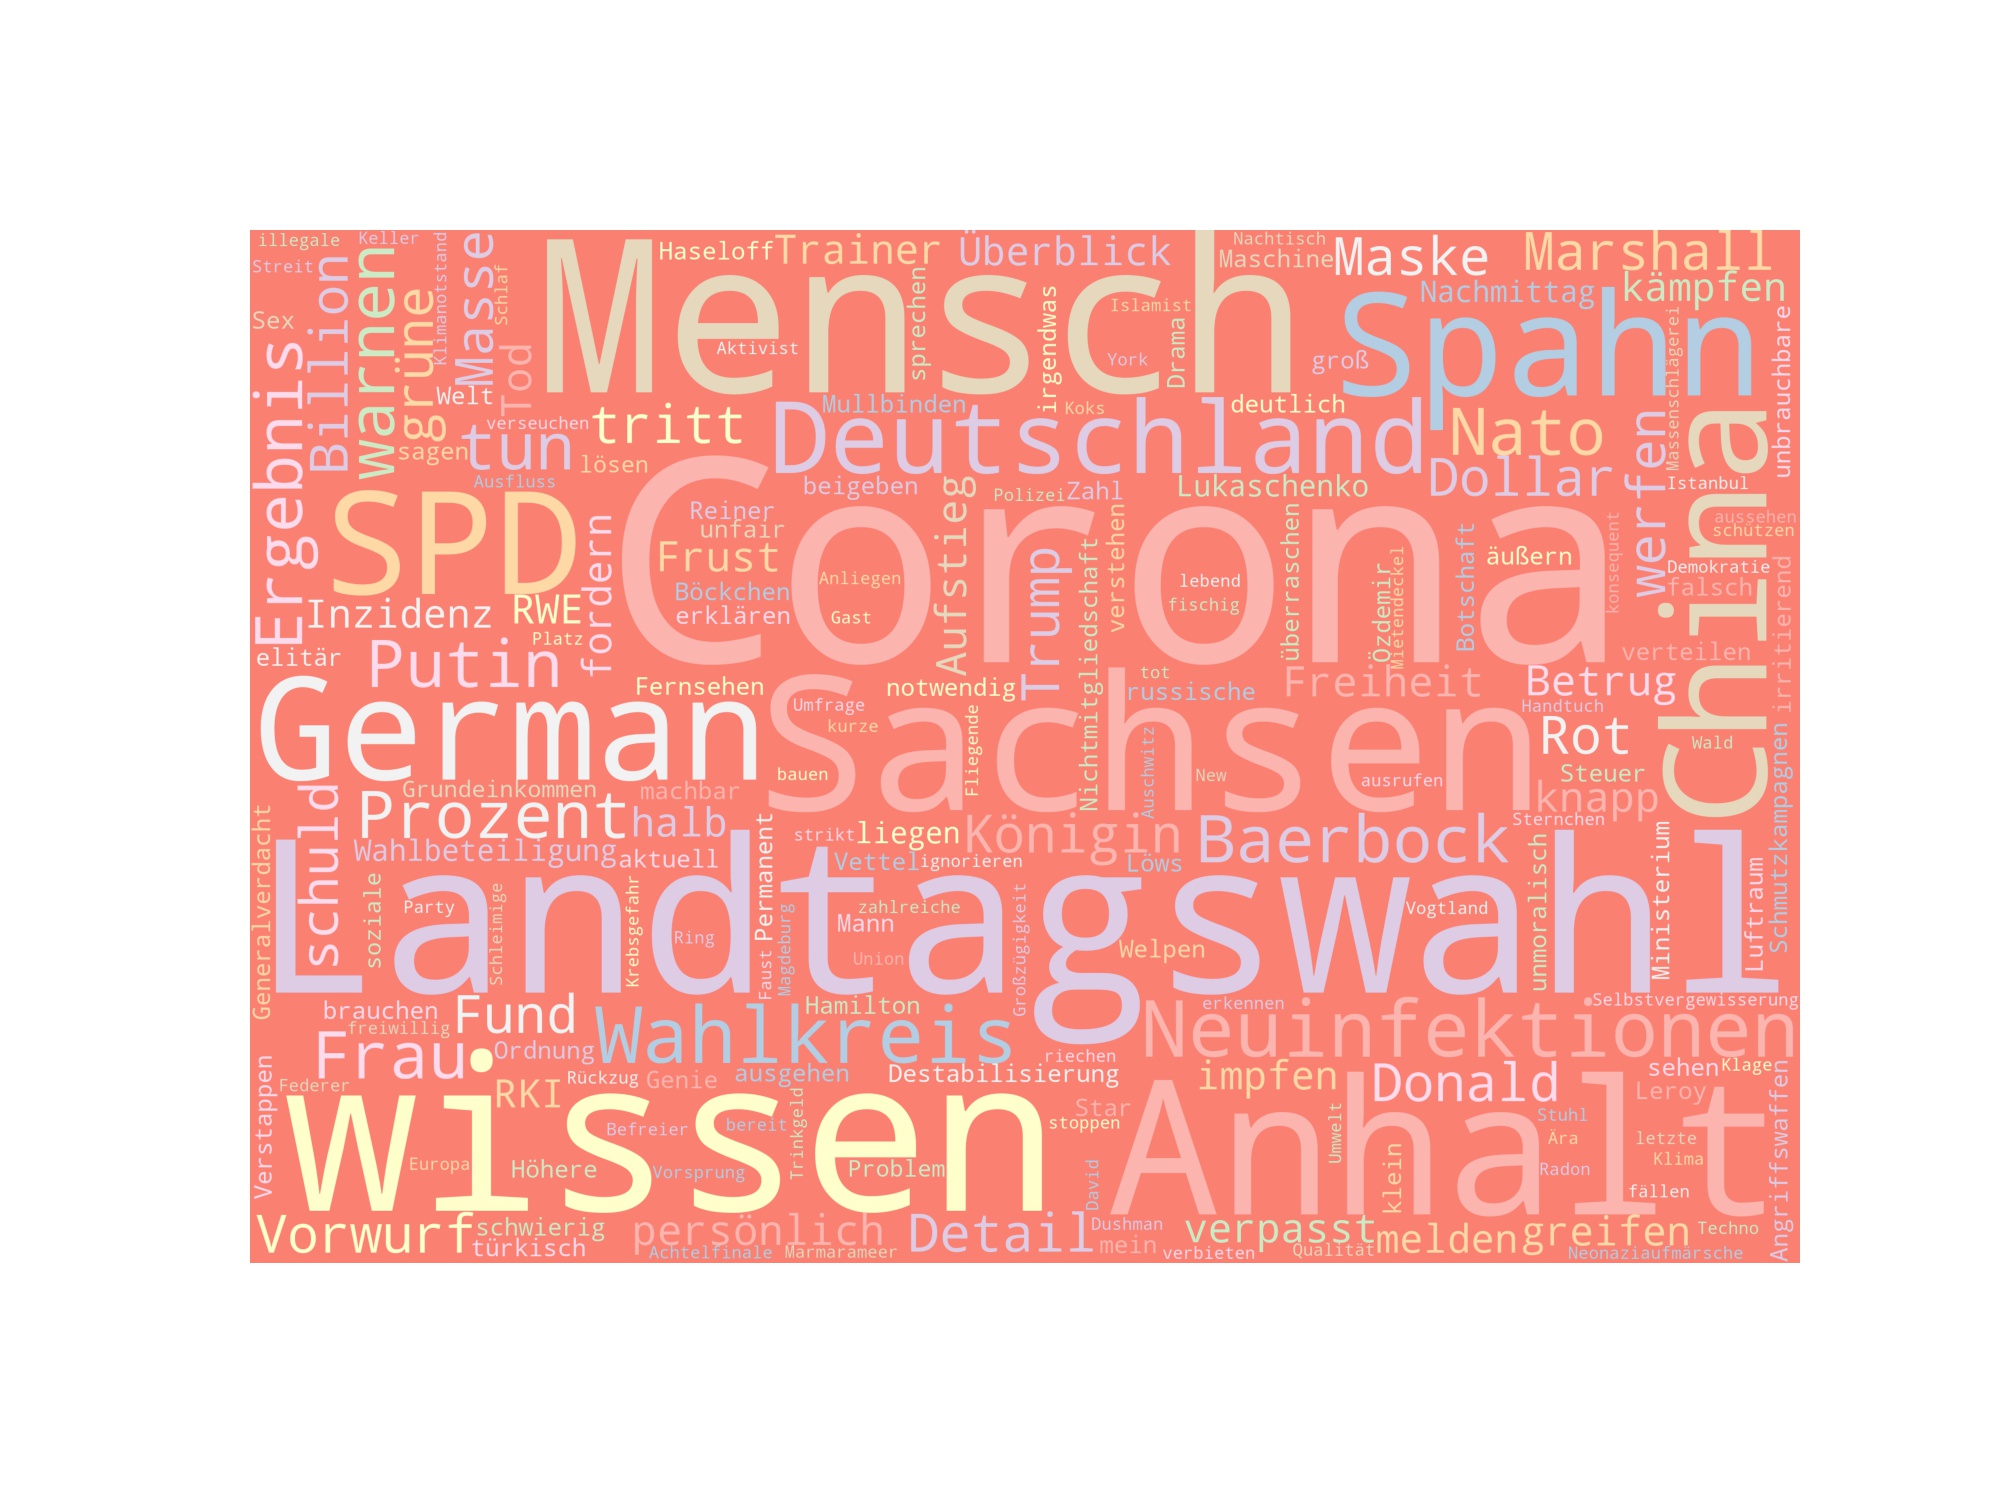 illegale
Keller
Streit
Billion
warnen
grüne
Klimanotstand
Masse
Schlaf
Sex
Tod
Mensch
Haseloff
Trainer
Überblick
Nachtisch
Maschine
Maske
Marshall
Nachmittag
kämpfen
Spahn
Aktivist
sprechen
irgendwas
Islamist
York
Drama
groß
Massenschlägerei
unbrauchbare
Ergebnis
Welt
verseuchen
sagen
tun
tritt
lösen
Ausfluss
Mullbinden
Koks
deutlich
Deutschland
Nato
Dollar
werfen
China
Istanbul
SPD
beigeben
Polizei
Zahl
Lukaschenko
Reiner
unfair
Frust
Böckchen
erklären
Corona
Anliegen
Gast
Aufstieg
Trump
Nichtmitgliedschaft
verstehen
lebend
fischig
überraschen
Özdemir
Mietendeckel
Botschaft
äußern
konsequent
aussehen
schützen
Demokratie
falsch
irritierend
Inzidenz
RWE
Platz
fordern
elitär
Putin
verteilen
Fernsehen
notwendig
tot
russische
Freiheit
Betrug
Handtuch
German
Umfrage
kurze
Sachsen
Fliegende
Auschwitz
New
ausrufen
bauen
Rot
Wald
Steuer
Grundeinkommen
machbar
knapp
Prozent
halb
schuld
strikt
liegen
Königin
Baerbock
Sternchen
Wahlbeteiligung
aktuell
Vettel
ignorieren
Löws
Generalverdacht
soziale
Landtagswahl
Party
Schleimige
Krebsgefahr
Ring
Permanent
Faust
Magdeburg
zahlreiche
Mann
Union
Großzügigkeit
Welpen
Vogtland
unmoralisch
Ministerium
Luftraum
Schmutzkampagnen
brauchen
freiwillig
Fund
Hamilton
erkennen
Selbstvergewisserung
Wahlkreis
Neuinfektionen
Frau
Ordnung
riechen
Federer
RKI
Rückzug
Genie
ausgehen
Destabilisierung
impfen
Donald
sehen
Klage
Leroy
Verstappen
wissen
Befreier
bereit
Trinkgeld
Star
stoppen
Anhalt
Umwelt
Stuhl
Ära
letzte
Klima
Europa
Höhere
Vorsprung
Problem
David
klein
Radon
fällen
Angriffswaffen
Vorwurf
schwierig
türkisch
persönlich
Achtelfinale
Marmarameer
Detail
Dushman
mein
verbieten
verpasst
Qualität
melden
greifen
Techno
Neonaziaufmärsche